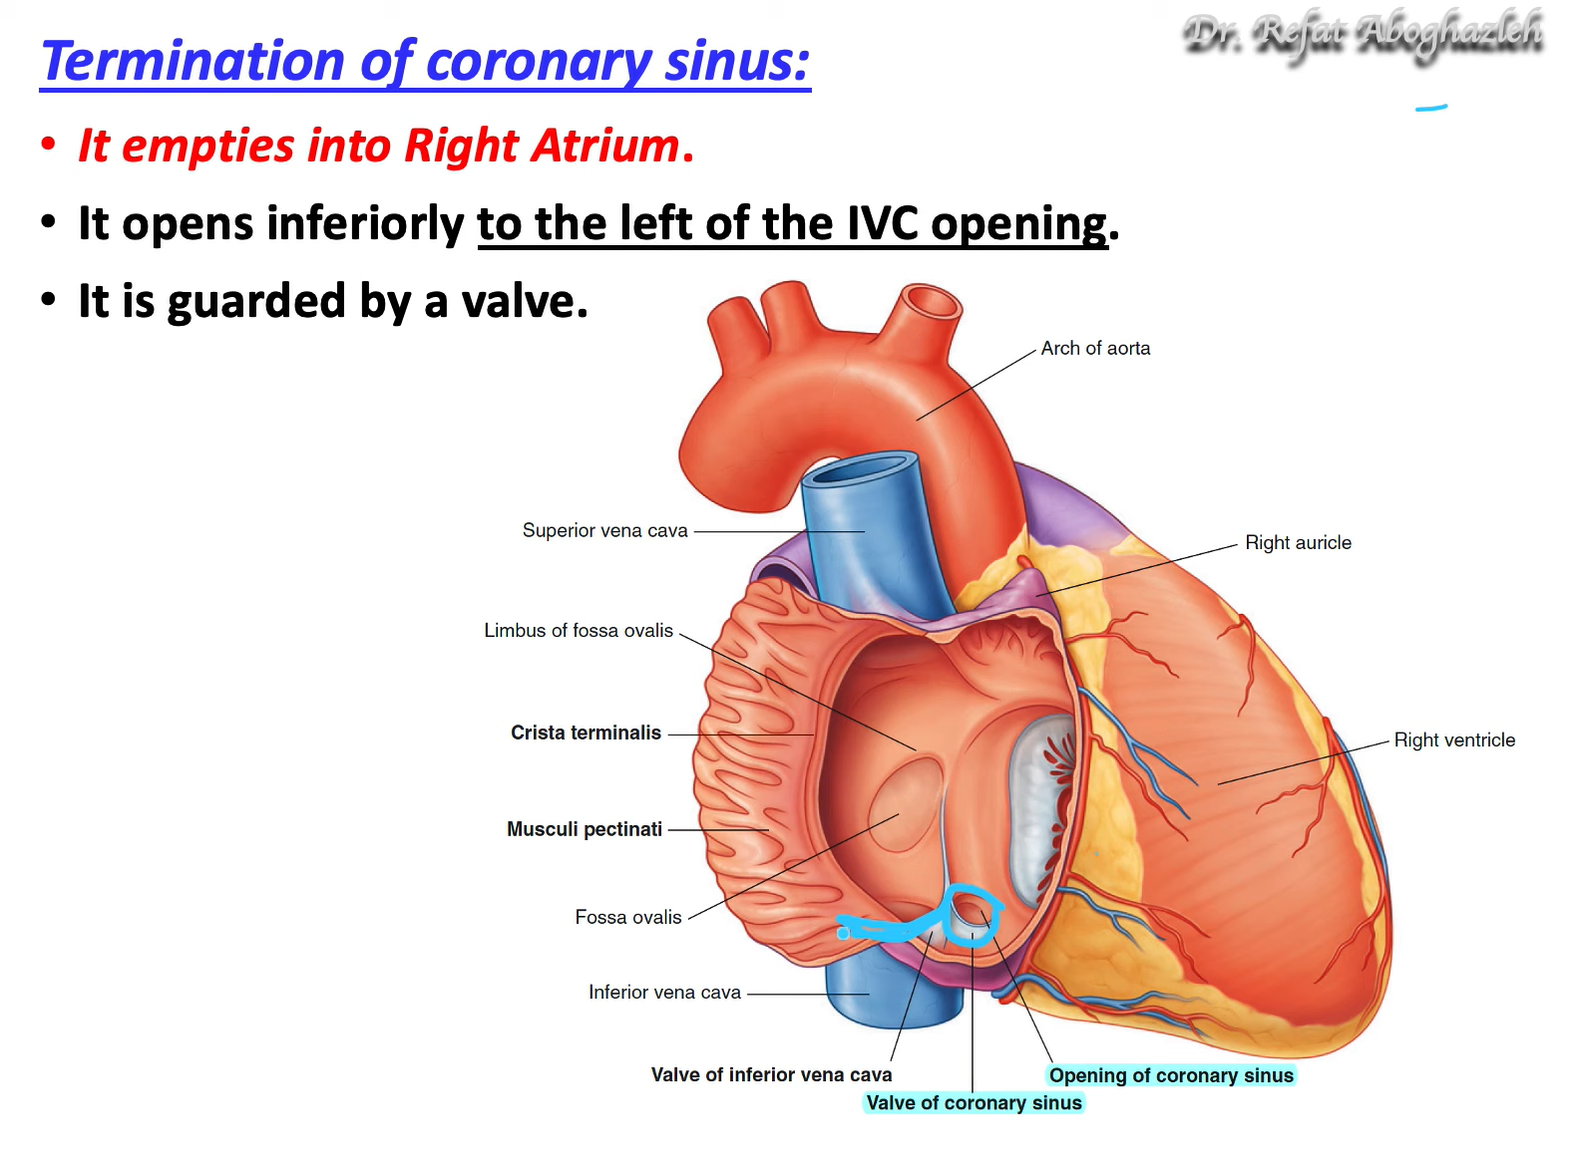 Dr. Refat Aboghazleh
Termination of coronary sinus:
• It empties into Right Atrium.
• It opens inferiorly to the left of the IVC opening.
• It is guarded by a valve.
Arch of aorta
Superior vena cava
Right auricle
Limbus of fossa ovalis
Crista terminalis
Right ventricle
Musculi pectinati
Fossa ovalis
Inferior vena cava
Valve of inferior vena cava
Opening of coronary sinus
Valve of coronary sinus